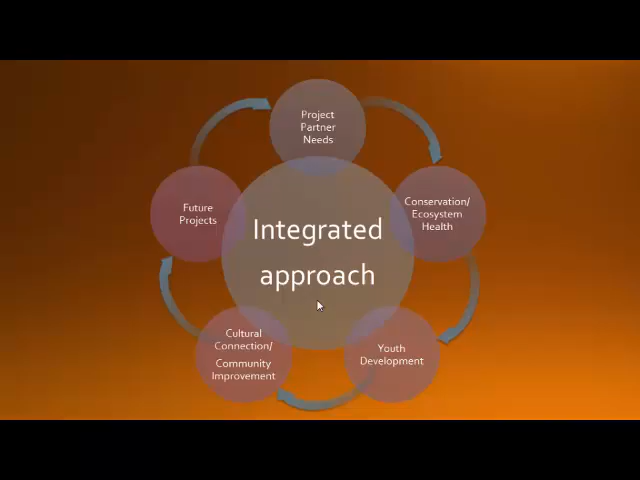 Project
Partner
Needs
Conservation/
Ecosystem
Health
Youth
Development
Cultural
Connection/
Community
Improvement
Future
Projects
Integrated
approach